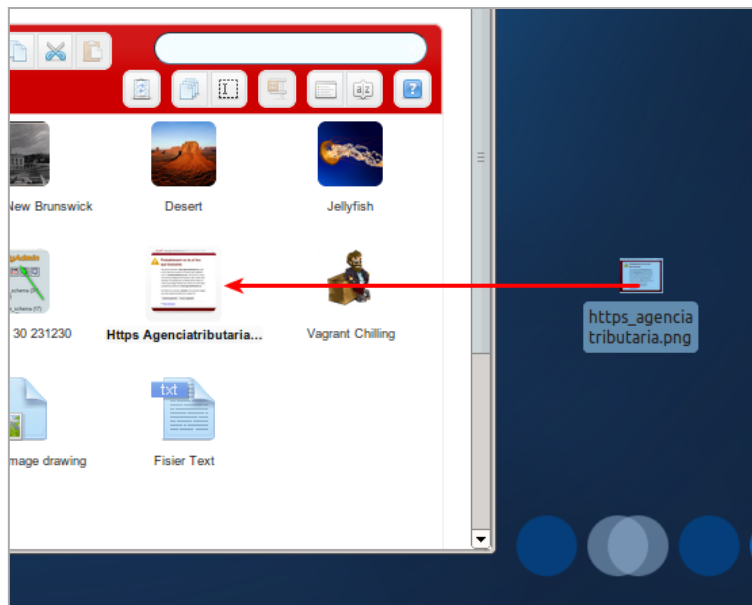 New Brunswick
Desert
Jellyfish
30 231230
Https Agenciatributaria...
Vagrant Chilling
https_agencia
tributaria.png
txt
mage drawing
Fisier Text